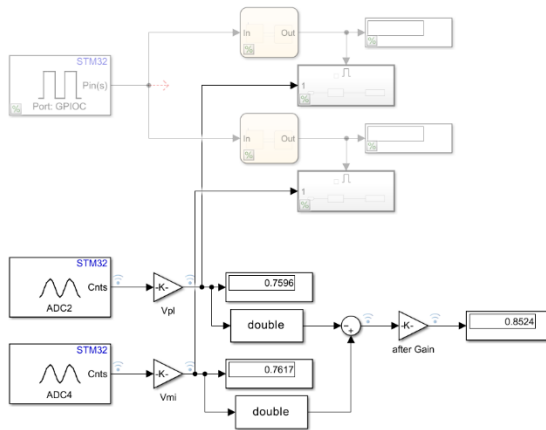 STM32
Pin(s)
Port: GPIOC
In
Out
1
In
Out
1
STM32
Cnts
ADC2
-K-
Vpl
0.7596
double
-K-
after Gain
0.8524
STM32
Cnts
ADC4
-K-
Vmi
0.7617
double